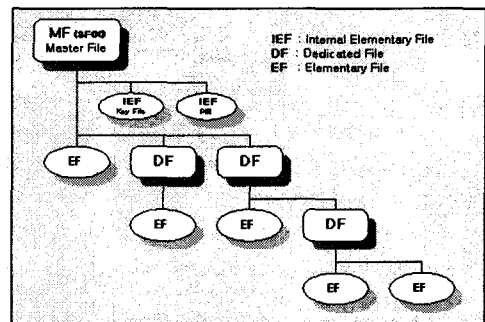 MF (3F00)
Master File
IEF : Internal Elementary File
DF : Dedicated File
EF : Elementary File
IEF
Key File
IEF
PIN
EF
DF
DF
EF
EF
DF
EF
EF